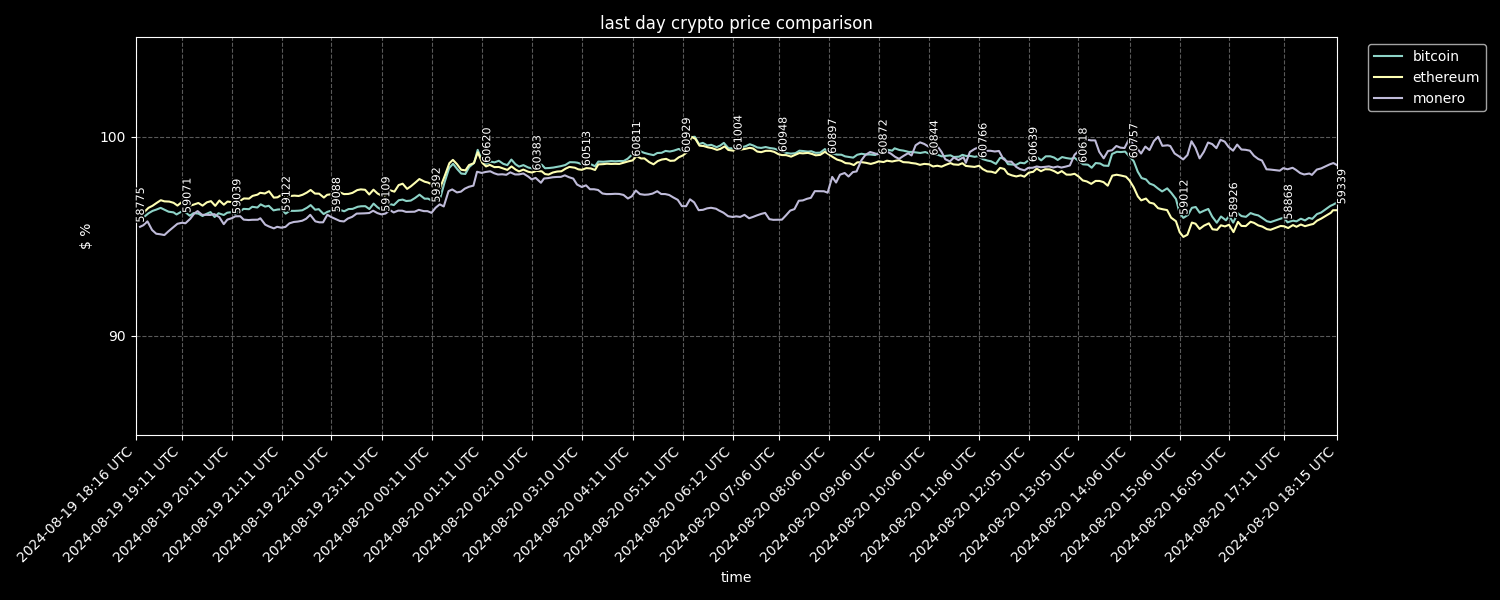 last day crypto price comparison
bitcoin
ethereum
monero
100
90
$ %
58775
59071
59039
59122
59088
59109
59392
60620
60383
60513
60811
60929
61004
60948
60897
60872
60844
60766
60639
60618
60757
59012
58926
58868
59339
2024-08-19 18:16 UTC
2024-08-19 19:11 UTC
2024-08-19 20:11 UTC
2024-08-19 21:11 UTC
2024-08-19 22:10 UTC
2024-08-19 23:11 UTC
2024-08-20 00:11 UTC
2024-08-20 01:11 UTC
2024-08-20 02:10 UTC
2024-08-20 03:10 UTC
2024-08-20 04:11 UTC
2024-08-20 05:11 UTC
2024-08-20 06:12 UTC
2024-08-20 07:06 UTC
2024-08-20 08:06 UTC
2024-08-20 09:06 UTC
2024-08-20 10:06 UTC
2024-08-20 11:06 UTC
2024-08-20 12:05 UTC
2024-08-20 13:05 UTC
2024-08-20 14:06 UTC
2024-08-20 15:06 UTC
2024-08-20 16:05 UTC
2024-08-20 17:11 UTC
2024-08-20 18:15 UTC
time